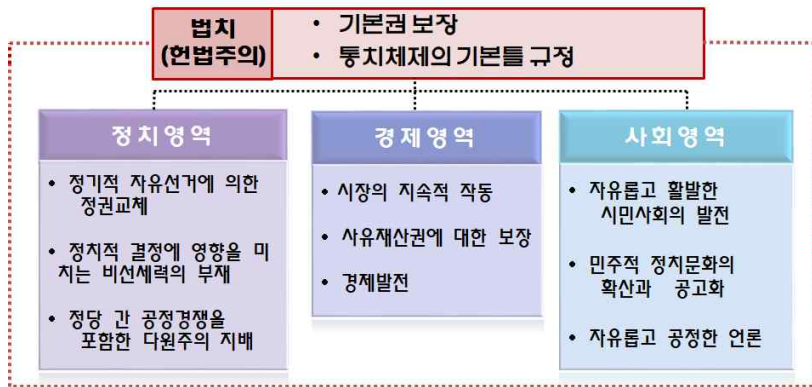 법치
(헌법주의)
• 기본권 보장
• 통치체제의 기본틀 규정
정치영역
• 정기적 자유선거에 의한
정권교체
• 정치적 결정에 영향을 미
치는 비선세력의 부재
• 정당 간 공정경쟁을
포함한 다원주의 지배
경제영역
• 시장의 지속적 작동
• 사유재산권에 대한 보장
• 경제발전
사회영역
• 자유롭고 활발한
시민사회의 발전
• 민주적 정치문화의
확산과 공고화
• 자유롭고 공정한 언론